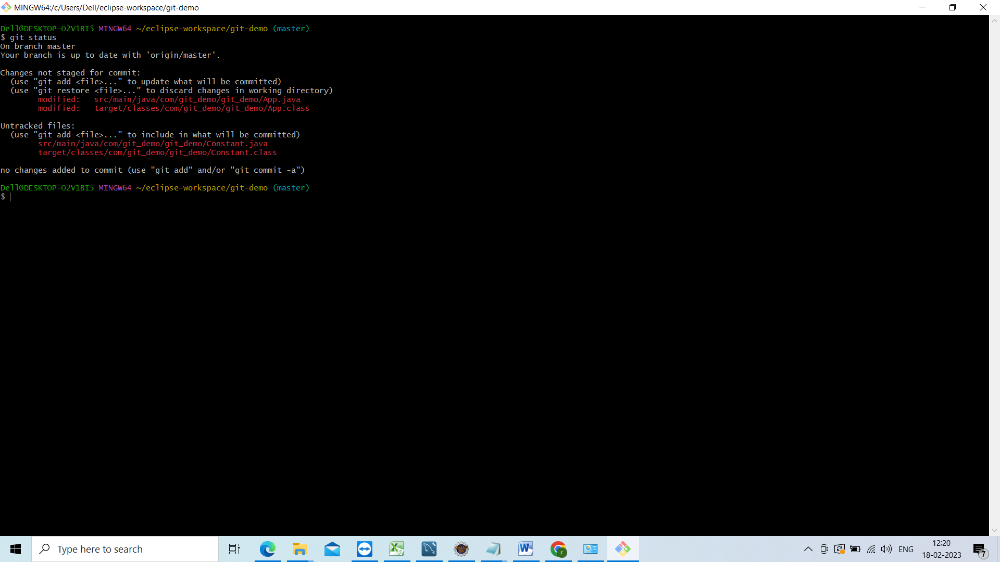 MINGW64:/c/Users/Dell/eclipse-workspace/git-demo
Dell@DESKTOP-O2V1BI5 MINGW64 ~/eclipse-workspace/git-demo (master)
$ git status
On branch master
Your branch is up to date with 'origin/master'.
Changes not staged for commit:
  (use "git add <file>..." to update what will be committed)
  (use "git restore <file>..." to discard changes in working directory)
        modified:   src/main/java/com/git_demo/git_demo/App.java
        modified:   target/classes/com/git_demo/git_demo/App.class
Untracked files:
  (use "git add <file>..." to include in what will be committed)
        src/main/java/com/git_demo/git_demo/Constant.java
        target/classes/com/git_demo/git_demo/Constant.class
no changes added to commit (use "git add" and/or "git commit -a")
Dell@DESKTOP-O2V1BI5 MINGW64 ~/eclipse-workspace/git-demo (master)
$
Type here to search
ENG
12:20
18-02-2023
7